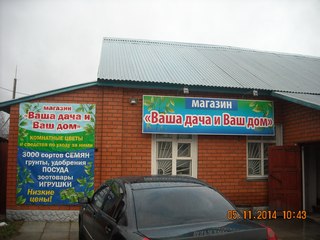 магазин
"Ваша дача и
Ваш дом"
КОМНАТНЫЕ ЦВЕТЫ
и средства по уходу за ними
3000 сортов СЕМЯН
грунты, удобрения
ПОСУДА
зоотовары
ИГРУШКИ
Низкие
цены!
магазин
«Ваша дача и Ваш дом»
05.11.2014 10:43